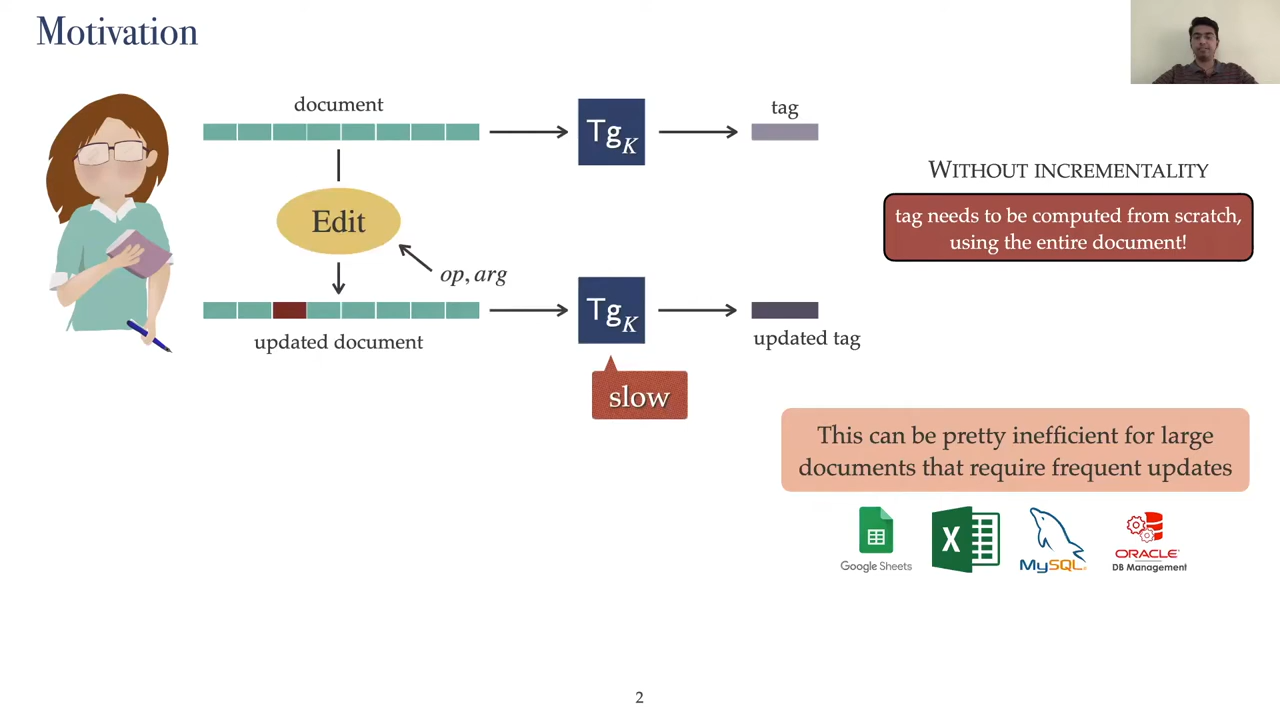 Motivation
document
Tg_K
tag
WITHOUT INCREMENTALITY
tag needs to be computed from scratch,
using the entire document!
Edit
op, arg
Tg_K
updated document
updated tag
slow
This can be pretty inefficient for large
documents that require frequent updates
Google Sheets
X
MySQL
ORACLE
DB Management
2